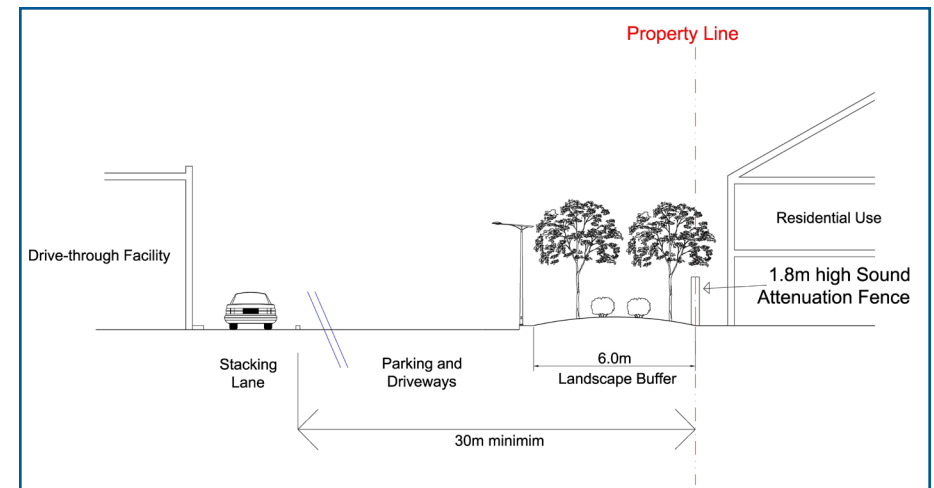 Property Line
Residential Use
Drive-through Facility
1.8m high Sound
Attenuation Fence
Stacking
Lane
Parking and
Driveways
6.0m
Landscape Buffer
30m minimim